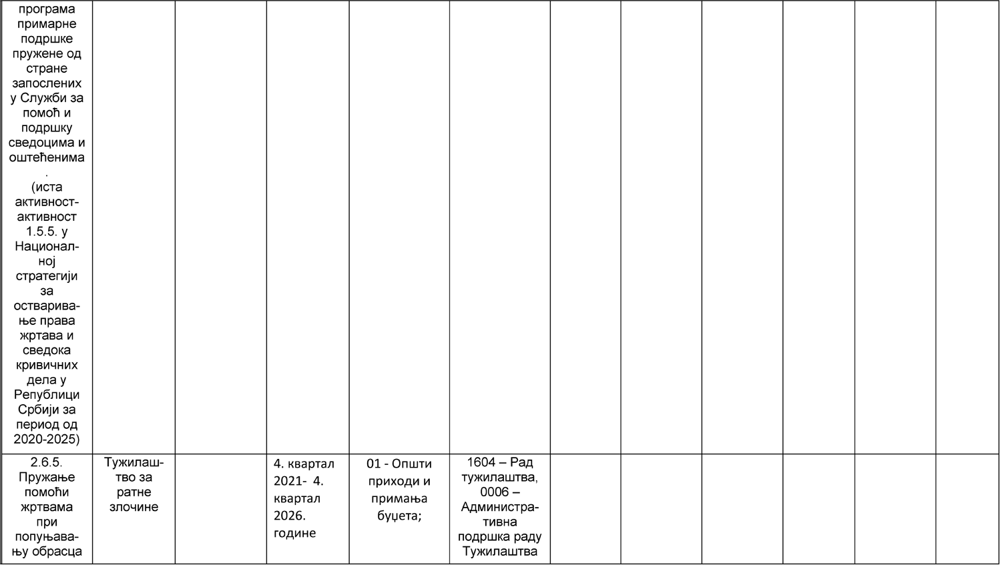 програма
примарне
подршке
пружене од
стране
запослених
у Служби за
помоћ и
подршку
сведоцима и
оштећенима
.
(иста
активност-
активност
1.5.5. у
Национал-
ној
стратегији
за
остварива-
ње права
жртава и
сведока
кривичних
дела у
Републици
Србији за
период од
2020-2025)
2.6.5.
Пружање
помоћи
жртвама
при
попуњава-
њу обрасца
Тужилаш-
тво за
ратне
злочине
4. квартал
2021- 4.
квартал
2026.
године
01 - Општи
приходи и
примања
буџета;
1604 – Рад
тужилаштва,
0006 –
Администра-
тивна
подршка раду
Тужилаштва